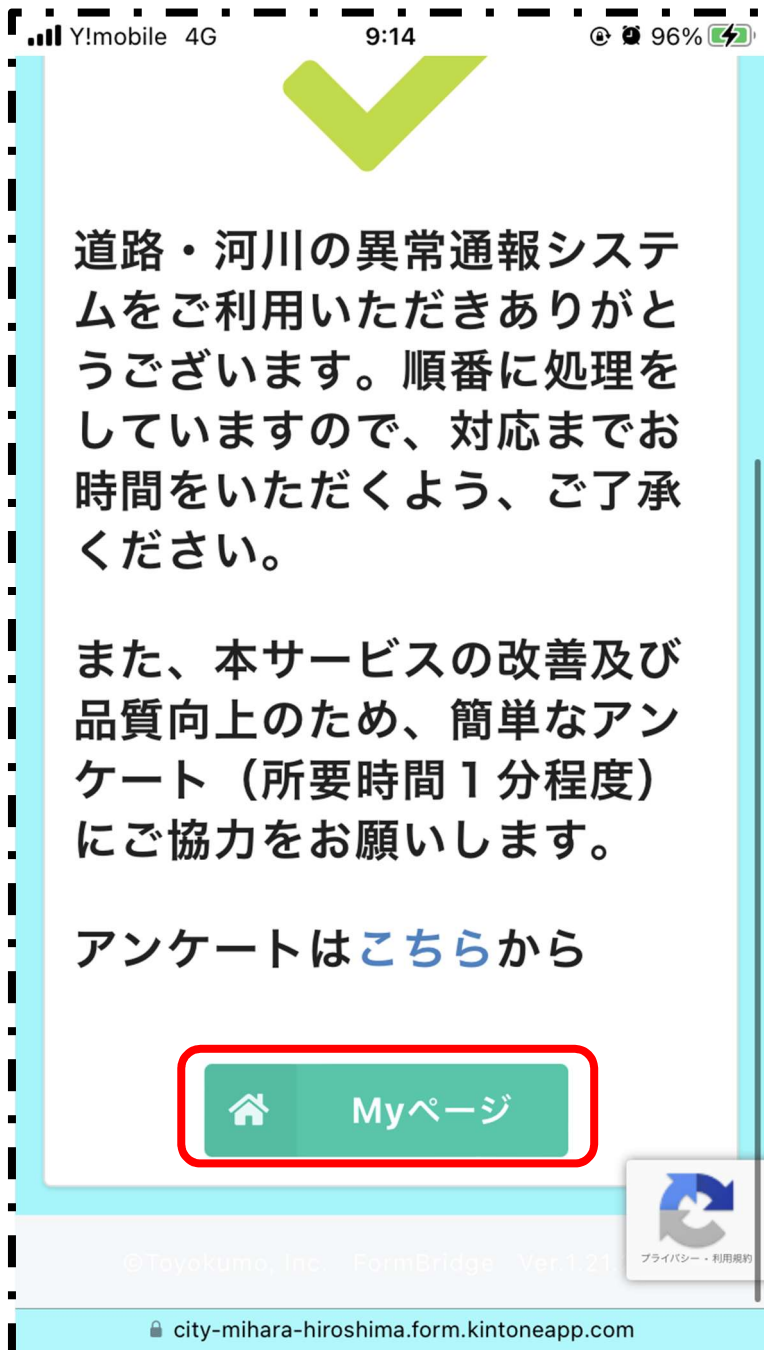 Y!mobile 4G 9:14 96%
道路・河川の異常通報システ
ムをご利用いただきありがと
うございます。順番に処理を
していますので、対応までお
時間をいただくよう、ご了承
ください。
また、本サービスの改善及び
品質向上のため、簡単なアン
ケート（所要時間１分程度）
にご協力をお願いします。
アンケートはこちらから
Myページ
プライバシー・利用規約
©Toyokumo, Inc. FormBridge Ver.1.21.
city-mihara-hiroshima.form.kintoneapp.com